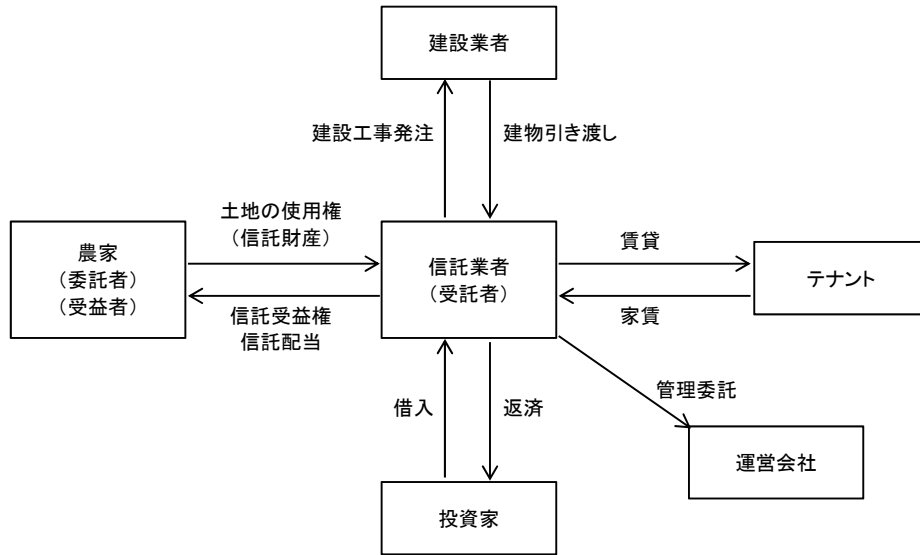 建設業者
建設工事発注
建物引き渡し
土地の使用権
（信託財産）
農家
（委託者）
（受益者）
信託業者
（受託者）
賃貸
テナント
信託受益権
信託配当
家賃
管理委託
借入
返済
運営会社
投資家